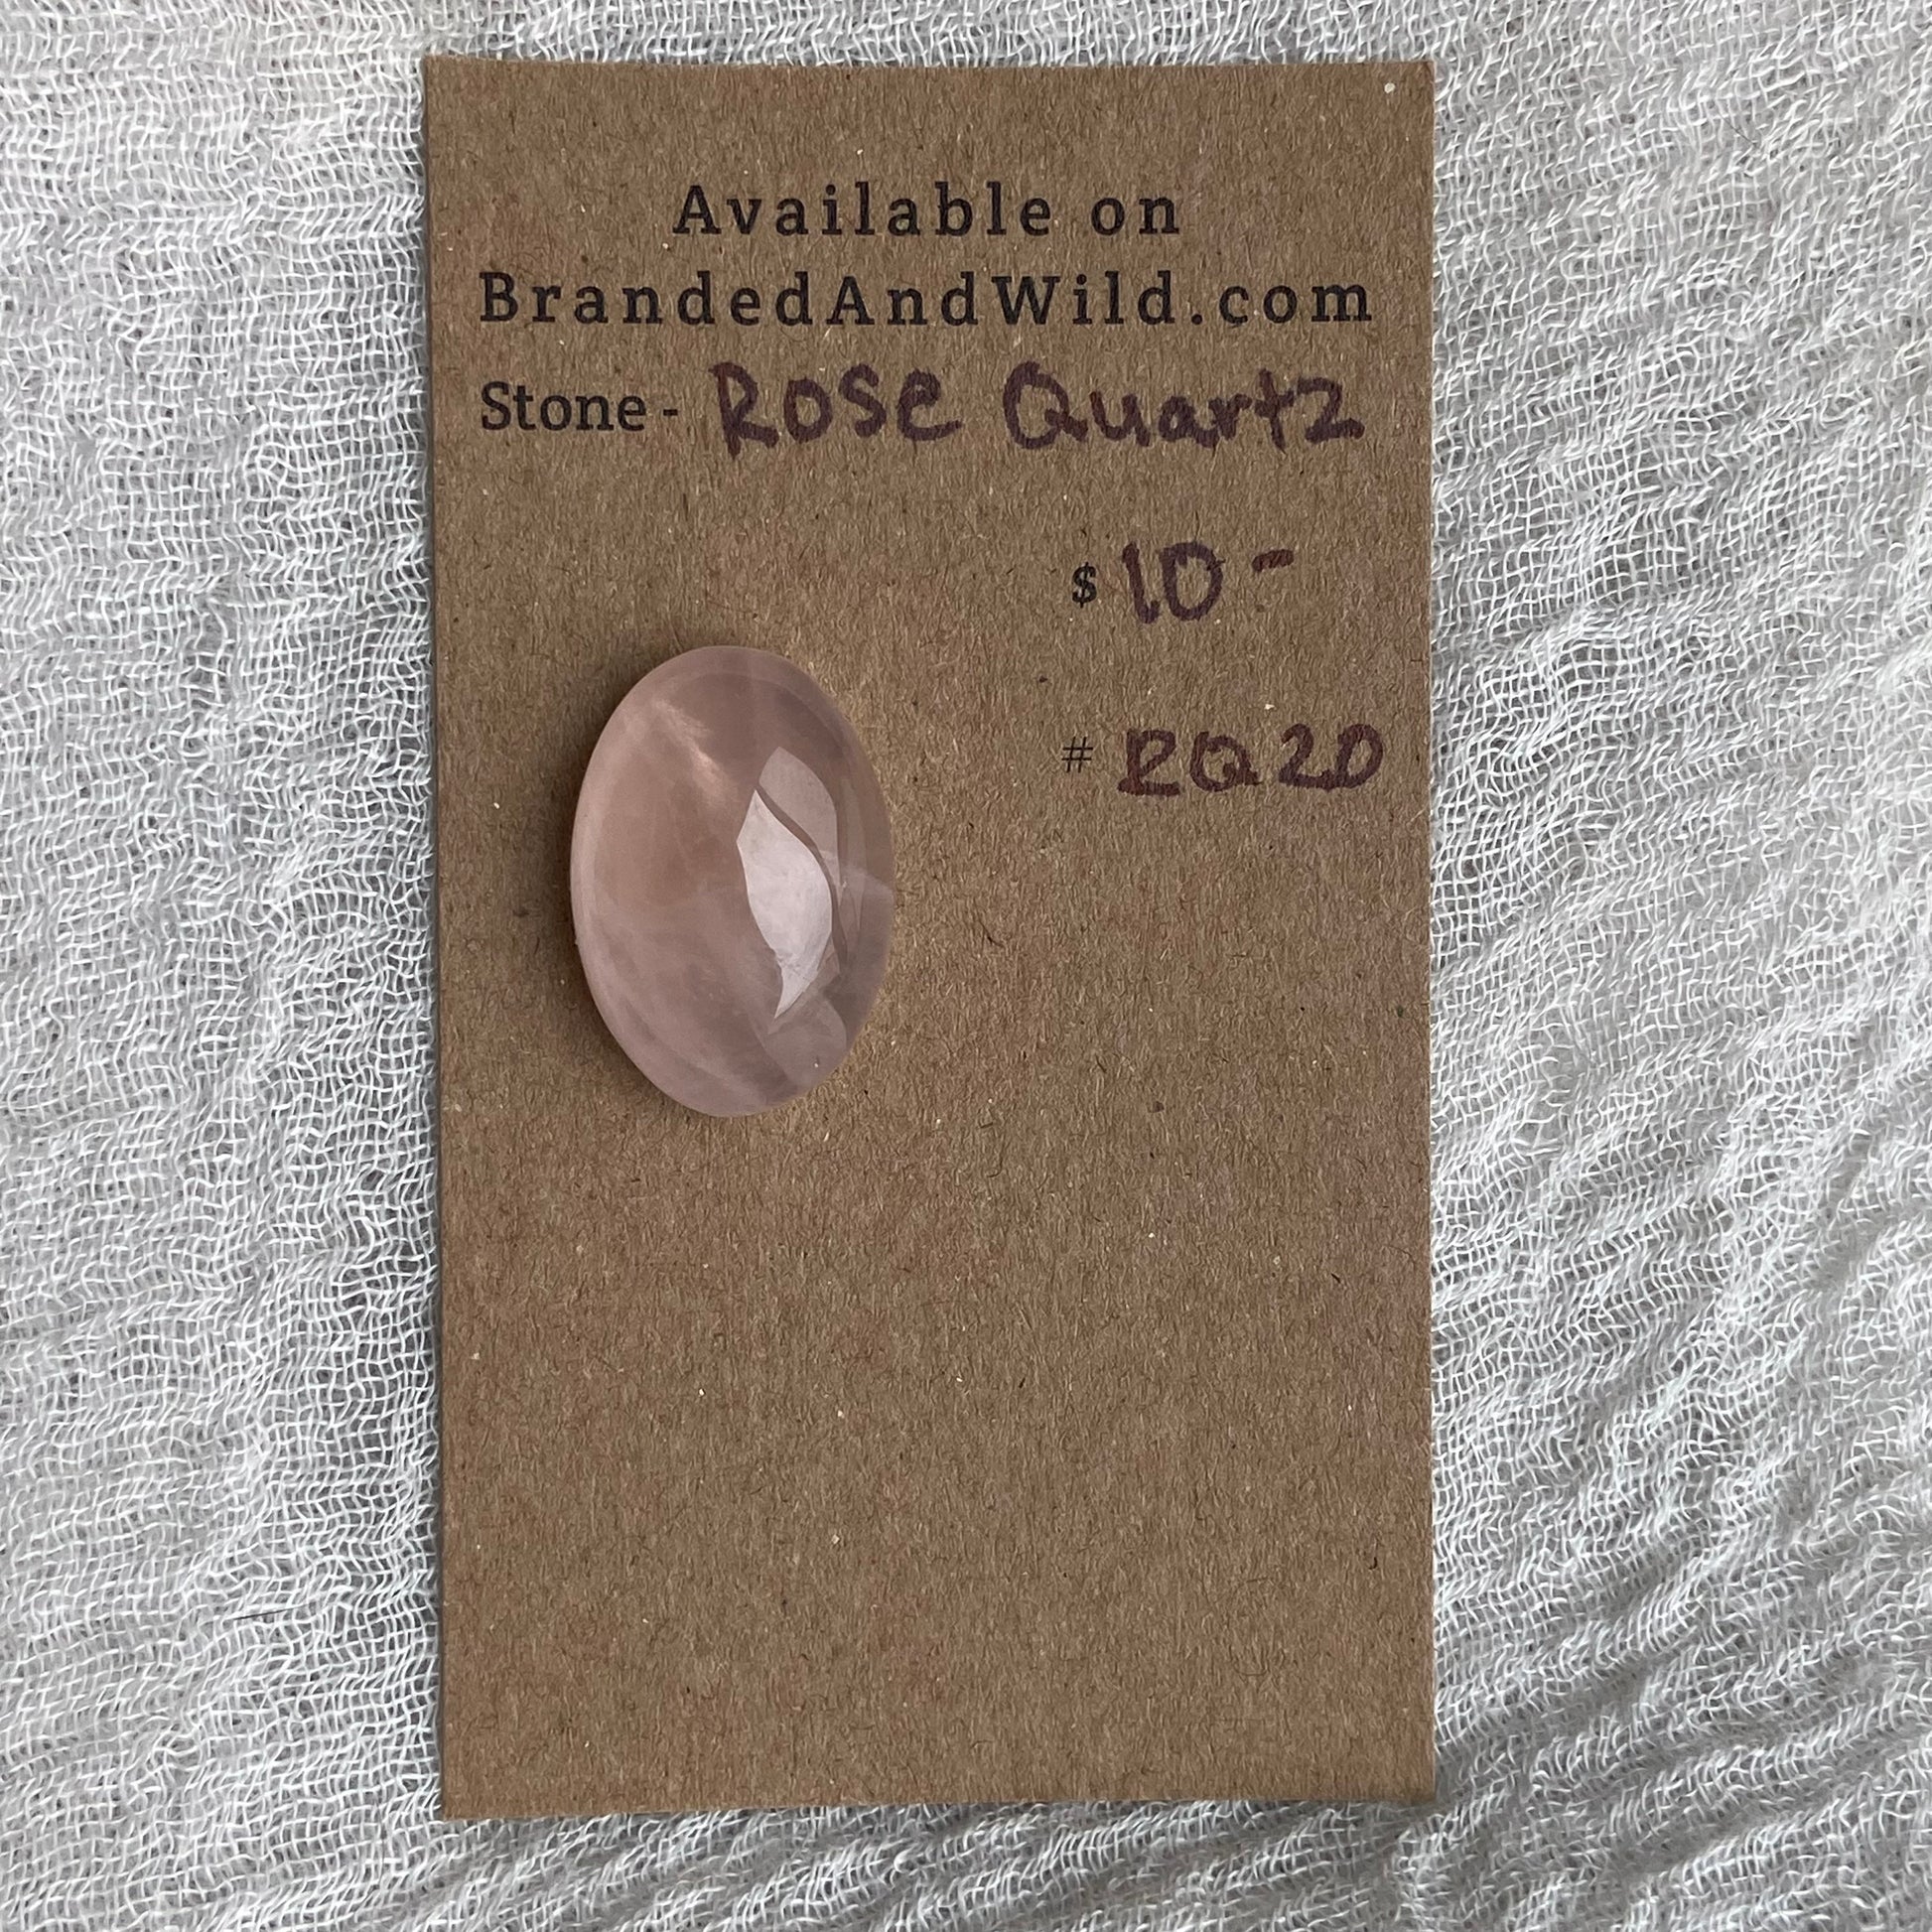 Available on
BrandedAndWild.com
Stone - Rose Quartz
$ 10 -
# RQ20